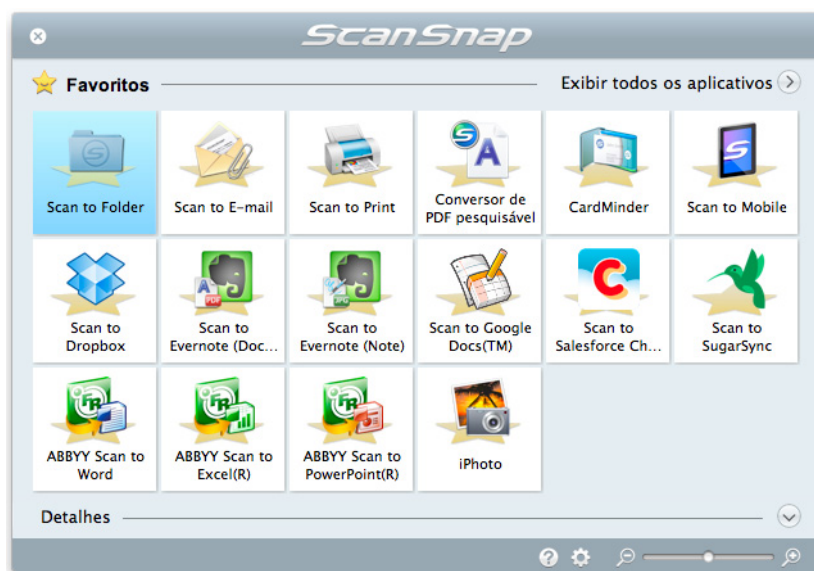 ScanSnap
Favoritos
Exibir todos os aplicativos
Scan to Folder
Scan to E-mail
Scan to Print
Conversor de
PDF pesquisável
CardMinder
Scan to Mobile
Scan to
Dropbox
Scan to
Evernote (Doc...
Scan to
Evernote (Note)
Scan to Google
Docs(TM)
Scan to
Salesforce Ch...
Scan to
SugarSync
ABBYY Scan to
Word
ABBYY Scan to
Excel(R)
ABBYY Scan to
PowerPoint(R)
iPhoto
Detalhes